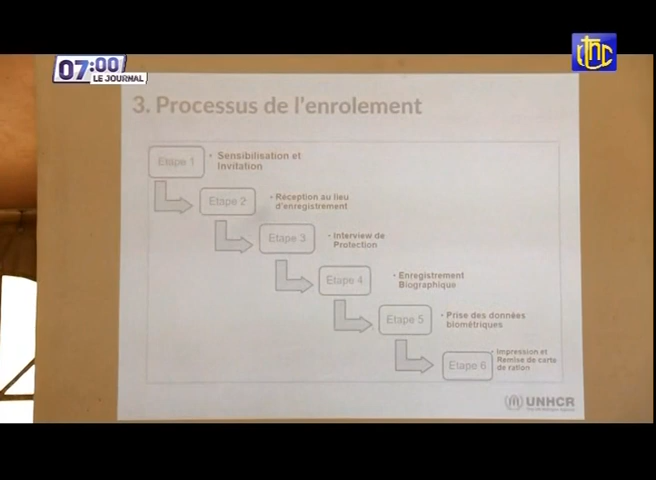 07:00
LE JOURNAL
3. Processus de l'enrolement
Etape 1
• Sensibilisation et
Invitation
Etape 2
• Réception au lieu
d'enregistrement
Etape 3
• Interview de
Protection
Etape 4
• Enregistrement
Biographique
Etape 5
• Prise des données
biométriques
Etape 6
• Impression et
Remise de carte
de ration
UNHCR